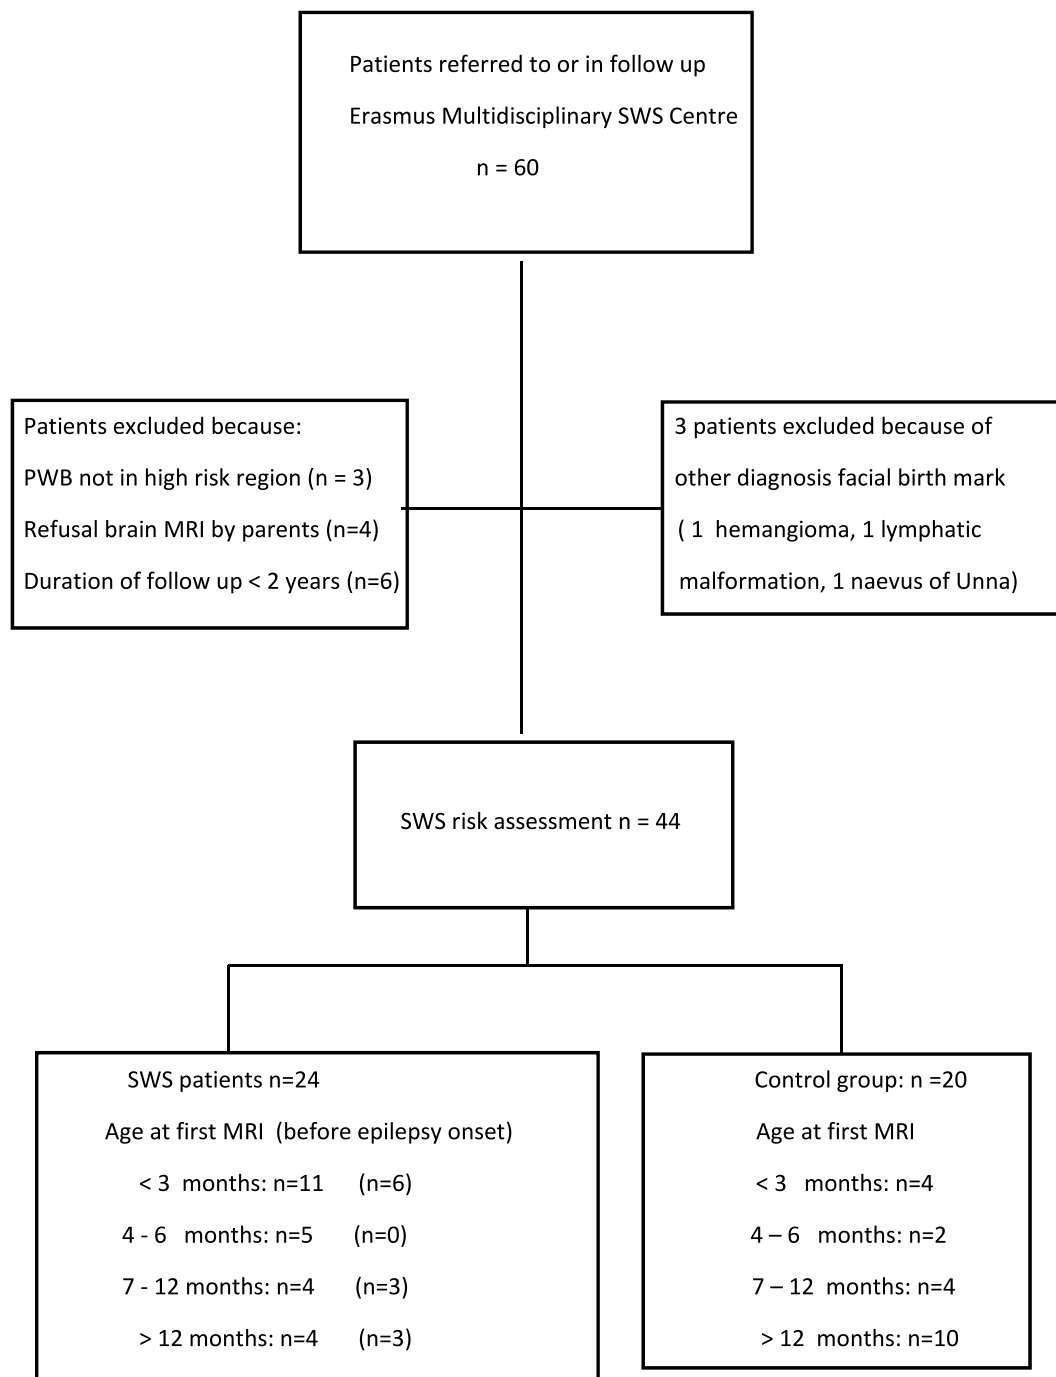 Patients referred to or in follow up
Erasmus Multidisciplinary SWS Centre
n = 60
Patients excluded because:
PWB not in high risk region (n = 3)
Refusal brain MRI by parents (n=4)
Duration of follow up < 2 years (n=6)
3 patients excluded because of
other diagnosis facial birth mark
( 1 hemangioma, 1 lymphatic
malformation, 1 naevus of Unna)
SWS risk assessment n = 44
SWS patients n=24
Age at first MRI (before epilepsy onset)
< 3 months: n=11 (n=6)
4 - 6 months: n=5 (n=0)
7 - 12 months: n=4 (n=3)
> 12 months: n=4 (n=3)
Control group: n =20
Age at first MRI
< 3 months: n=4
4 – 6 months: n=2
7 – 12 months: n=4
> 12 months: n=10